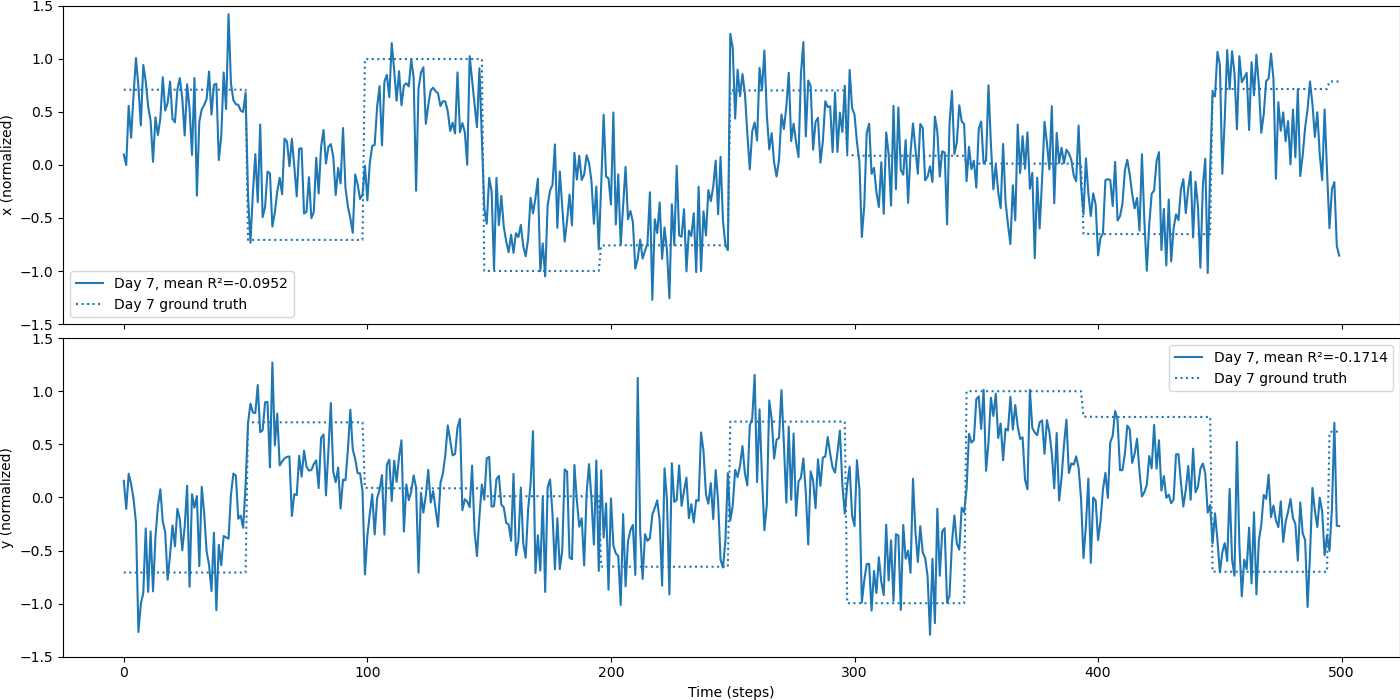 1.5
1.0
0.5
0.0
−0.5
−1.0
−1.5
x (normalized)
Day 7, mean R²=-0.0952
Day 7 ground truth
1.5
1.0
0.5
0.0
−0.5
−1.0
−1.5
y (normalized)
Day 7, mean R²=-0.1714
Day 7 ground truth
0 100 200 300 400 500
Time (steps)